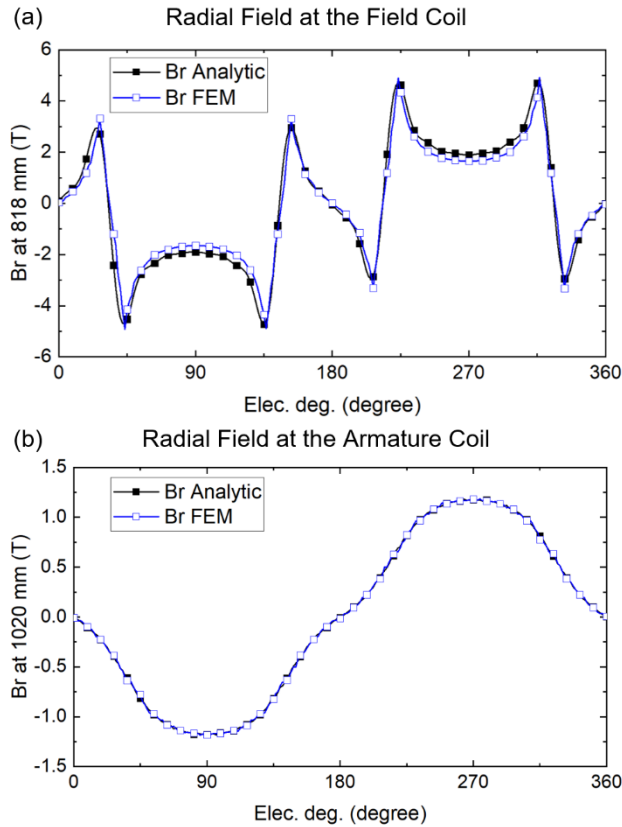 (a) Radial Field at the Field Coil
8
6
4
2
0
-2
-4
-6
Br at 818 mm (T)
Br Analytic
Br FEM
0 90 180 270 360
Elec. deg. (degree)
(b) Radial Field at the Armature Coil
1.5
1.0
0.5
0.0
-0.5
-1.0
-1.5
Br at 1020 mm (T)
Br Analytic
Br FEM
0 90 180 270 360
Elec. deg. (degree)